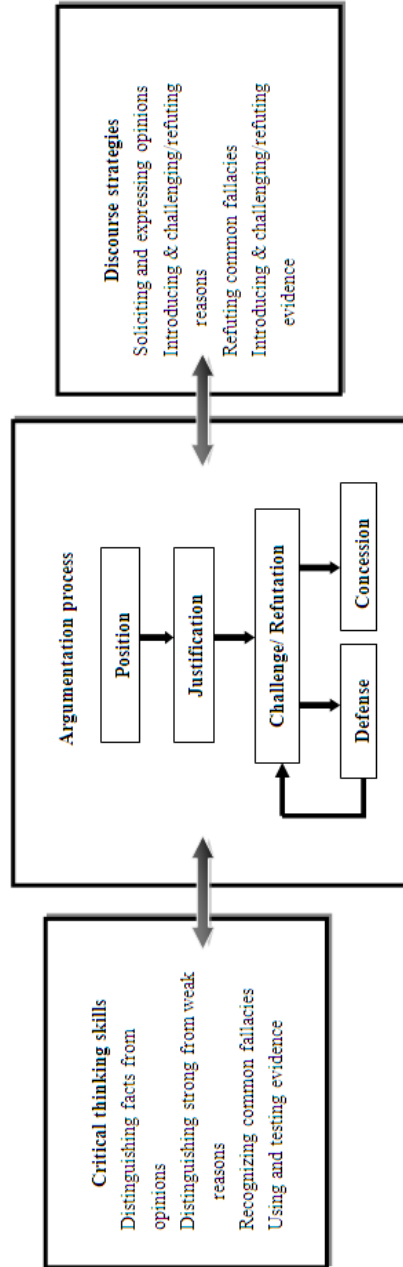 Critical thinking skills
Distinguishing facts from
opinions
Distinguishing strong from weak
reasons
Recognizing common fallacies
Using and testing evidence
Argumentation process
Position
Justification
Challenge/ Refutation
Defense
Concession
Discourse strategies
Soliciting and expressing opinions
Introducing & challenging/refuting
reasons
Refuting common fallacies
Introducing & challenging/refuting
evidence